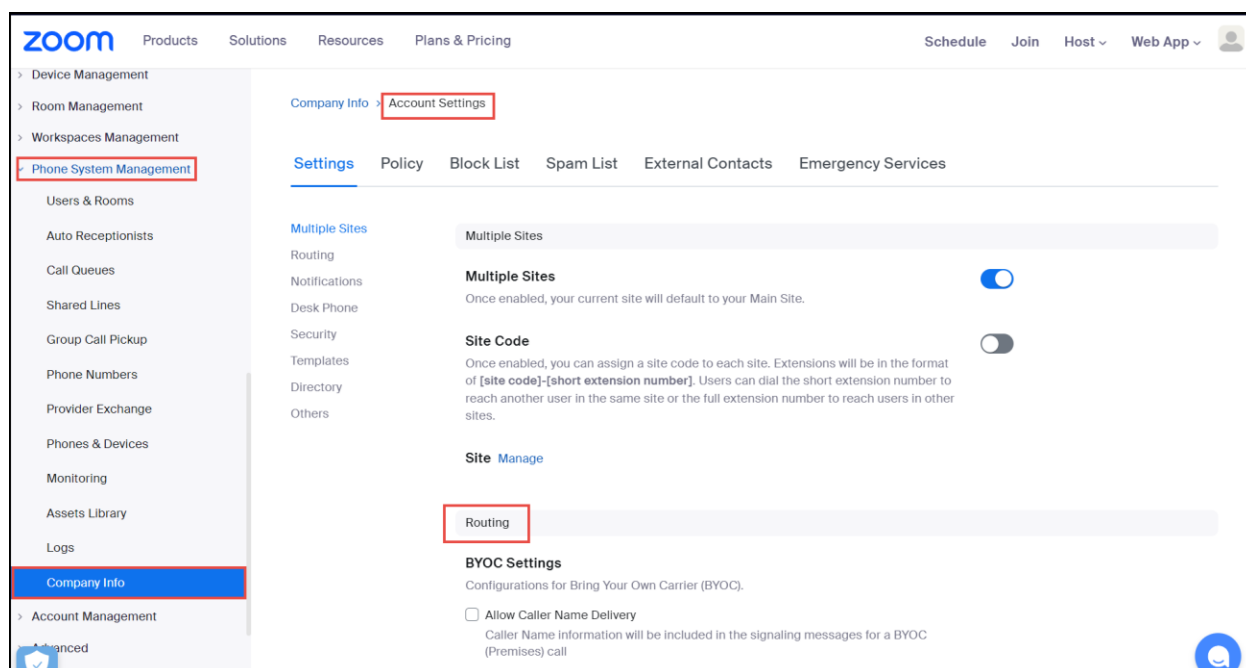 zoom Products Solutions Resources Plans & Pricing Schedule Join Host Web App
Device Management
Room Management
Workspaces Management
Phone System Management
Users & Rooms
Auto Receptionists
Call Queues
Shared Lines
Group Call Pickup
Phone Numbers
Provider Exchange
Phones & Devices
Monitoring
Assets Library
Logs
Company Info
Account Management
Company Info > Account Settings
Settings Policy Block List Spam List External Contacts Emergency Services
Multiple Sites
Routing
Notifications
Desk Phone
Security
Templates
Directory
Others
Multiple Sites
Multiple Sites
Once enabled, your current site will default to your Main Site.
Site Code
Once enabled, you can assign a site code to each site. Extensions will be in the format
of [site code]-[short extension number]. Users can dial the short extension number to
reach another user in the same site or the full extension number to reach users in other
sites.
Site Manage
Routing
BYOC Settings
Configurations for Bring Your Own Carrier (BYOC).
Allow Caller Name Delivery
Caller Name information will be included in the signaling messages for a BYOC
(Premises) call